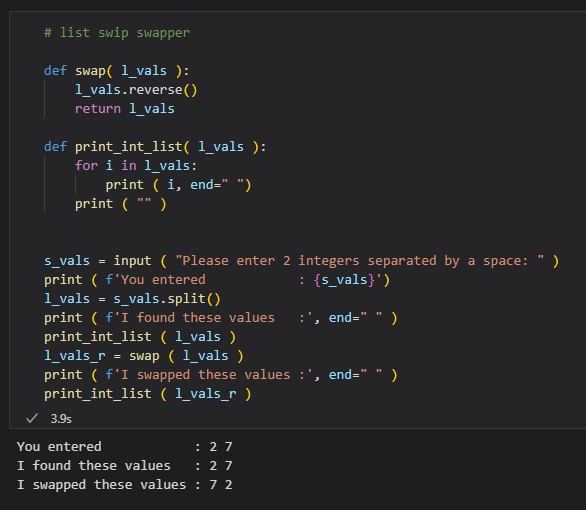 # list swip swapper
def swap( l_vals ):
    l_vals.reverse()
    return l_vals
def print_int_list( l_vals ):
    for i in l_vals:
        print ( i, end=" ")
    print ( "" )
s_vals = input ( "Please enter 2 integers separated by a space: " )
print ( f'You entered            : {s_vals}')
l_vals = s_vals.split()
print ( f'I found these values   :', end=" " )
print_int_list ( l_vals )
l_vals_r = swap ( l_vals )
print ( f'I swapped these values :', end=" " )
print_int_list ( l_vals_r )
✓ 3.9s
You entered            : 2 7
I found these values   : 2 7
I swapped these values : 7 2